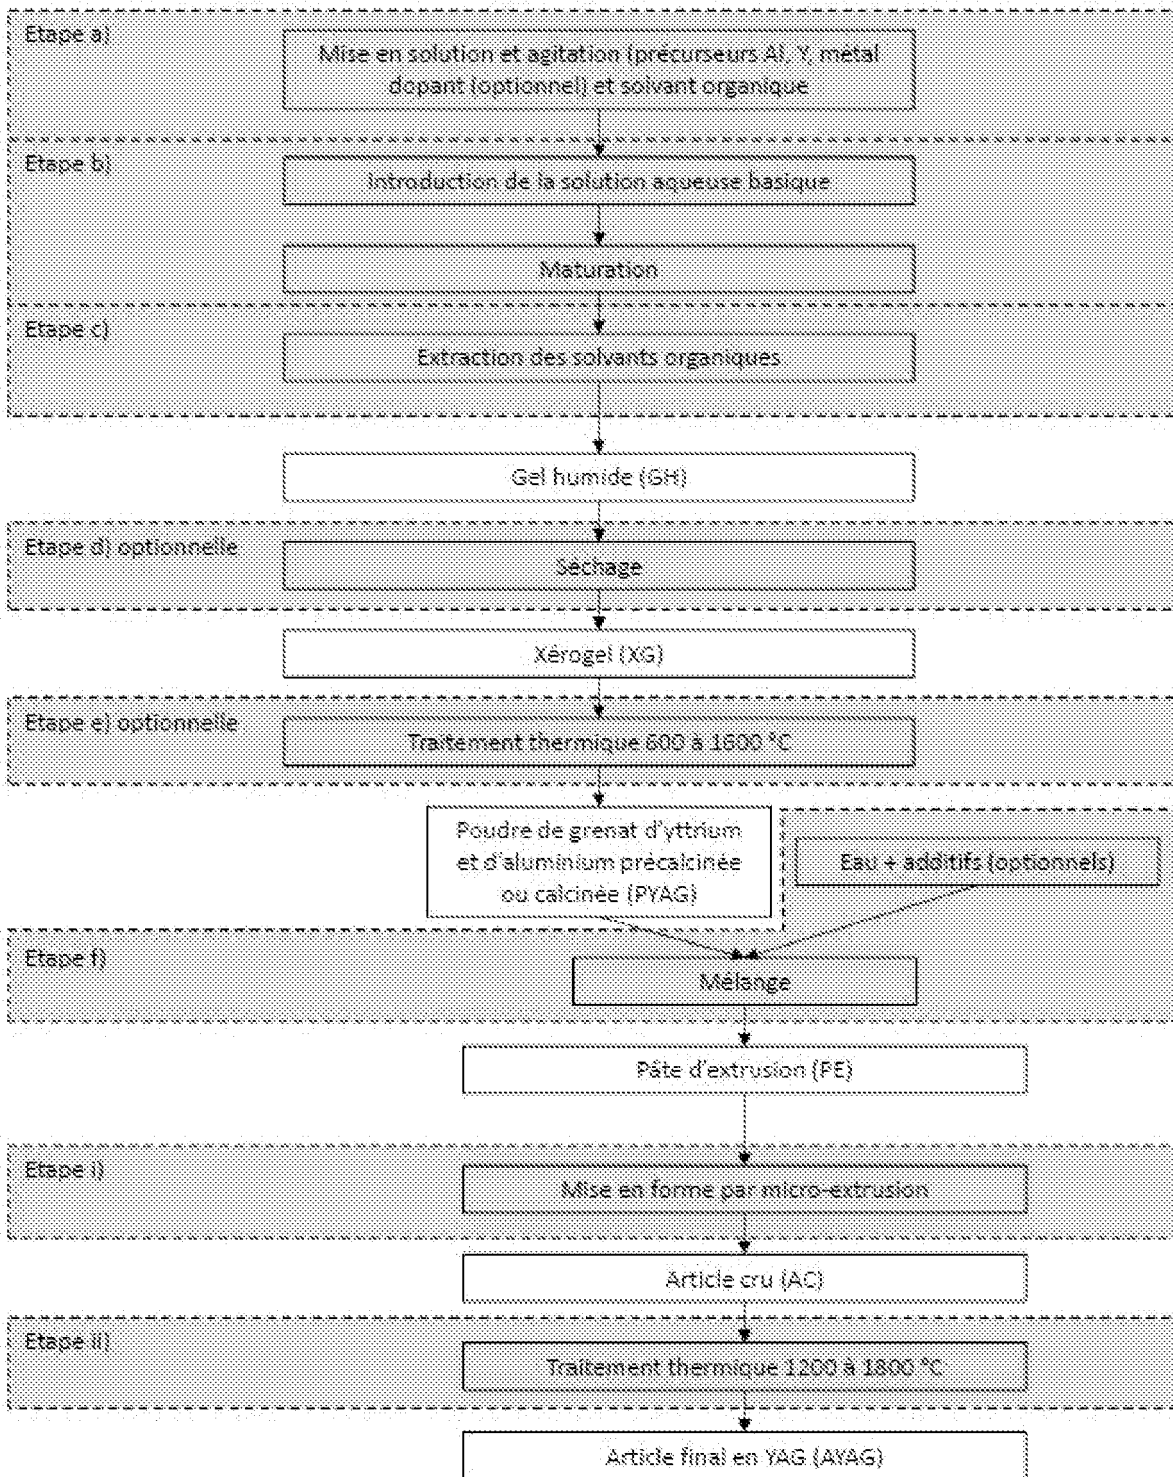 Etape a)
Mise en solution et agitation (précurseurs Al, Y, métal
dopant (optionnel) et solvant organique
Etape b)
Introduction de la solution aqueuse basique
Maturation
Etape c)
Extraction des solvants organiques
Gel humide (GH)
Etape d) optionnelle
Séchage
Xérogel (XG)
Etape e) optionnelle
Traitement thermique 600 à 1600 °C
Poudre de grenat d'yttrium
et d'aluminium précalcinée
ou calcinée (PYAG)
Eau + additifs (optionnels)
Etape f)
Mélange
Pâte d'extrusion (PE)
Etape i)
Mise en forme par micro-extrusion
Article cru (AC)
Etape ii)
Traitement thermique 1200 à 1800 °C
Article final en YAG (AYAG)